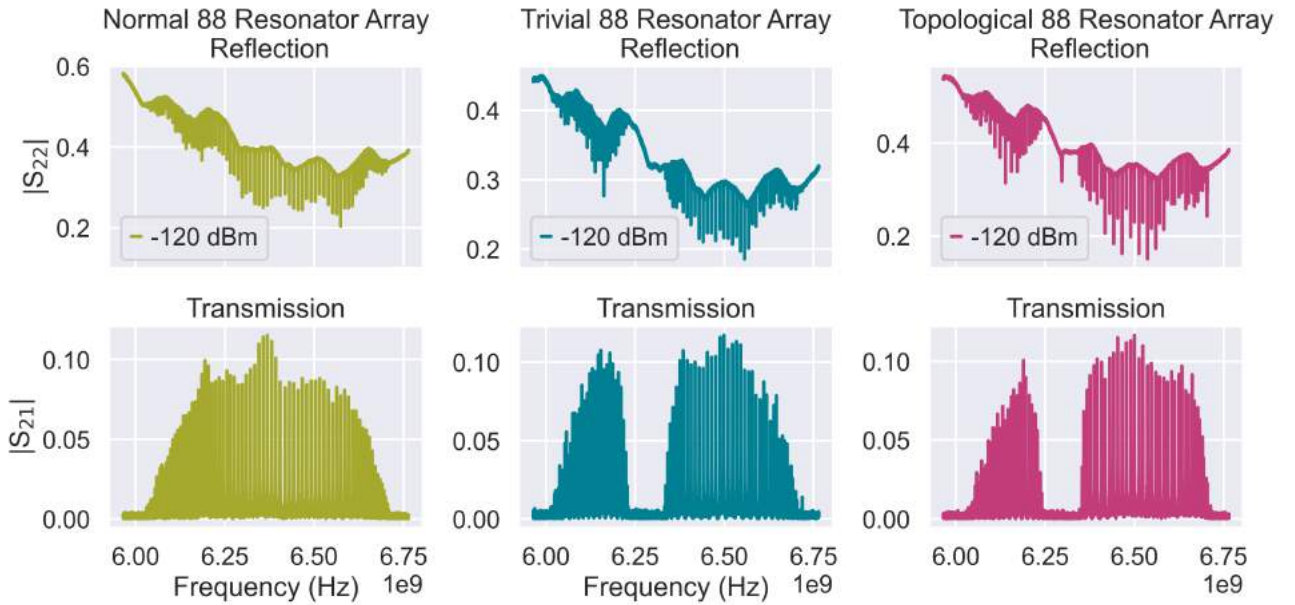 Normal 88 Resonator Array
Reflection
Trivial 88 Resonator Array
Reflection
Topological 88 Resonator Array
Reflection
0.6
0.4
0.2
|S22|
-120 dBm
0.4
0.3
0.2
-120 dBm
0.4
0.2
-120 dBm
Transmission
Transmission
Transmission
0.10
0.05
0.00
|S21|
0.10
0.05
0.00
0.10
0.05
0.00
6.00 6.25 6.50 6.75
Frequency (Hz) 1e9
6.00 6.25 6.50 6.75
Frequency (Hz) 1e9
6.00 6.25 6.50 6.75
1e9